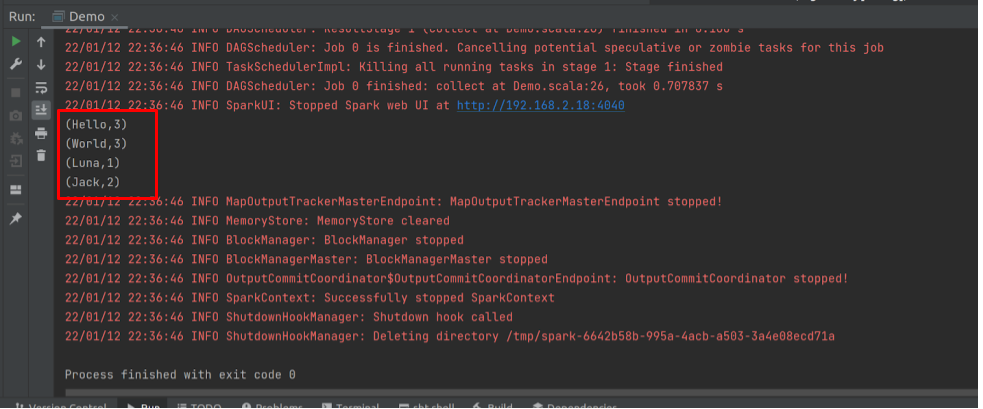 Run: Demo
22/01/12 22:36:46 INFO DAGScheduler: ResultStage 1 (collect at Demo.scala:26) finished in 0.100 s
22/01/12 22:36:46 INFO DAGScheduler: Job 0 is finished. Cancelling potential speculative or zombie tasks for this job
22/01/12 22:36:46 INFO TaskSchedulerImpl: Killing all running tasks in stage 1: Stage finished
22/01/12 22:36:46 INFO DAGScheduler: Job 0 finished: collect at Demo.scala:26, took 0.707837 s
22/01/12 22:36:46 INFO SparkUI: Stopped Spark web UI at http://192.168.2.18:4040
(Hello,3)
(World,3)
(Luna,1)
(Jack,2)
22/01/12 22:36:46 INFO MapOutputTrackerMasterEndpoint: MapOutputTrackerMasterEndpoint stopped!
22/01/12 22:36:46 INFO MemoryStore: MemoryStore cleared
22/01/12 22:36:46 INFO BlockManager: BlockManager stopped
22/01/12 22:36:46 INFO BlockManagerMaster: BlockManagerMaster stopped
22/01/12 22:36:46 INFO OutputCommitCoordinator$OutputCommitCoordinatorEndpoint: OutputCommitCoordinator stopped!
22/01/12 22:36:46 INFO SparkContext: Successfully stopped SparkContext
22/01/12 22:36:46 INFO ShutdownHookManager: Shutdown hook called
22/01/12 22:36:46 INFO ShutdownHookManager: Deleting directory /tmp/spark-6642b58b-995a-4acb-a503-3a4e08ecd71a
Process finished with exit code 0
Version Control Run TODO Problems Terminal sbt shell Build Dependencies